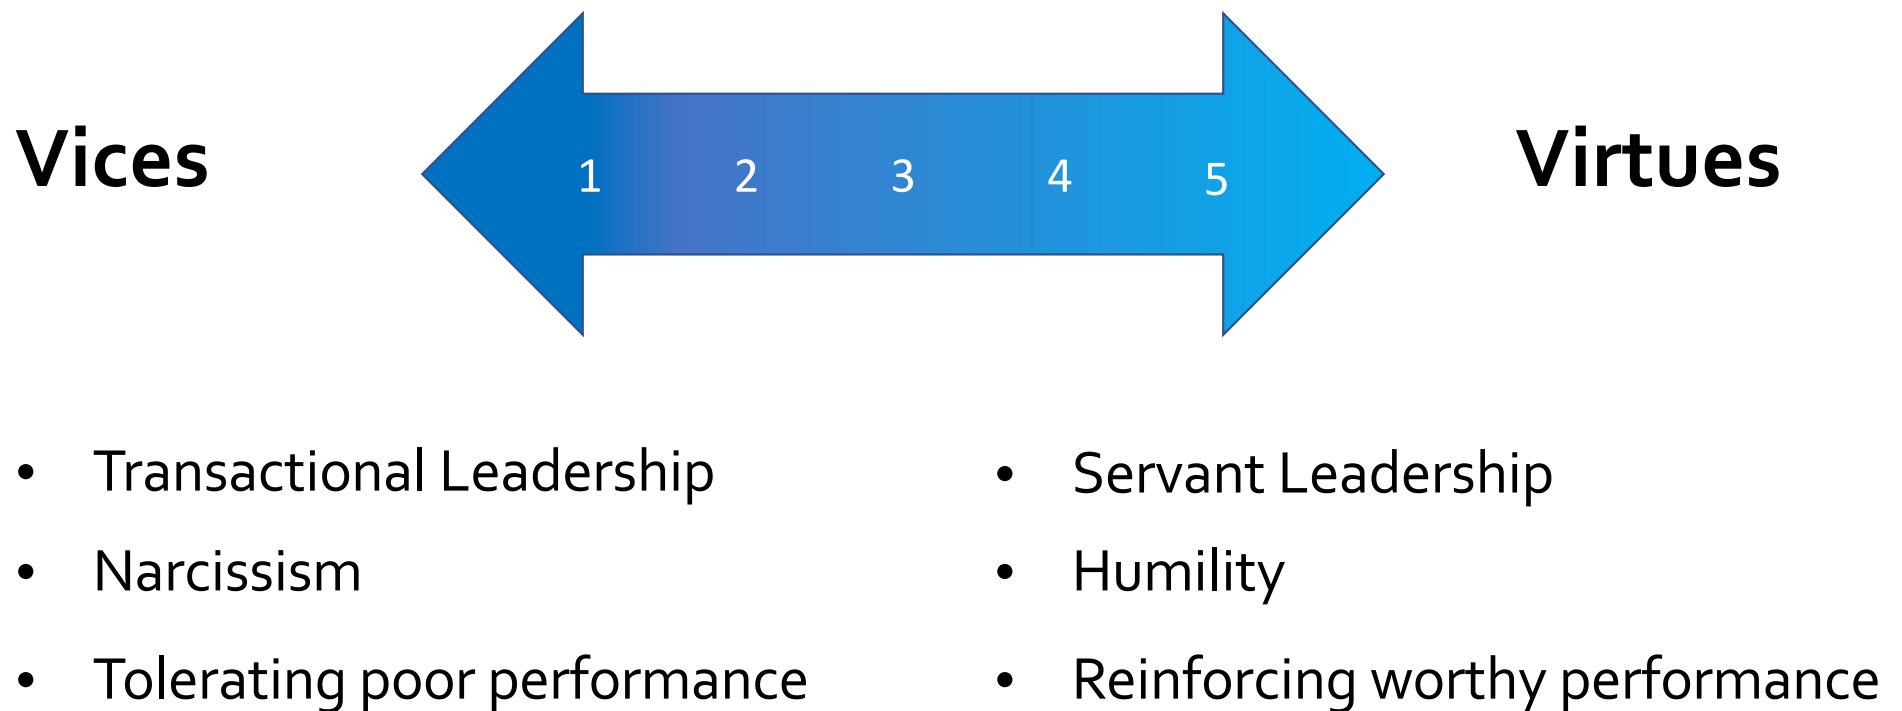 Vices
1 2 3 4 5
Virtues
• Transactional Leadership
• Narcissism
• Tolerating poor performance
• Servant Leadership
• Humility
• Reinforcing worthy performance